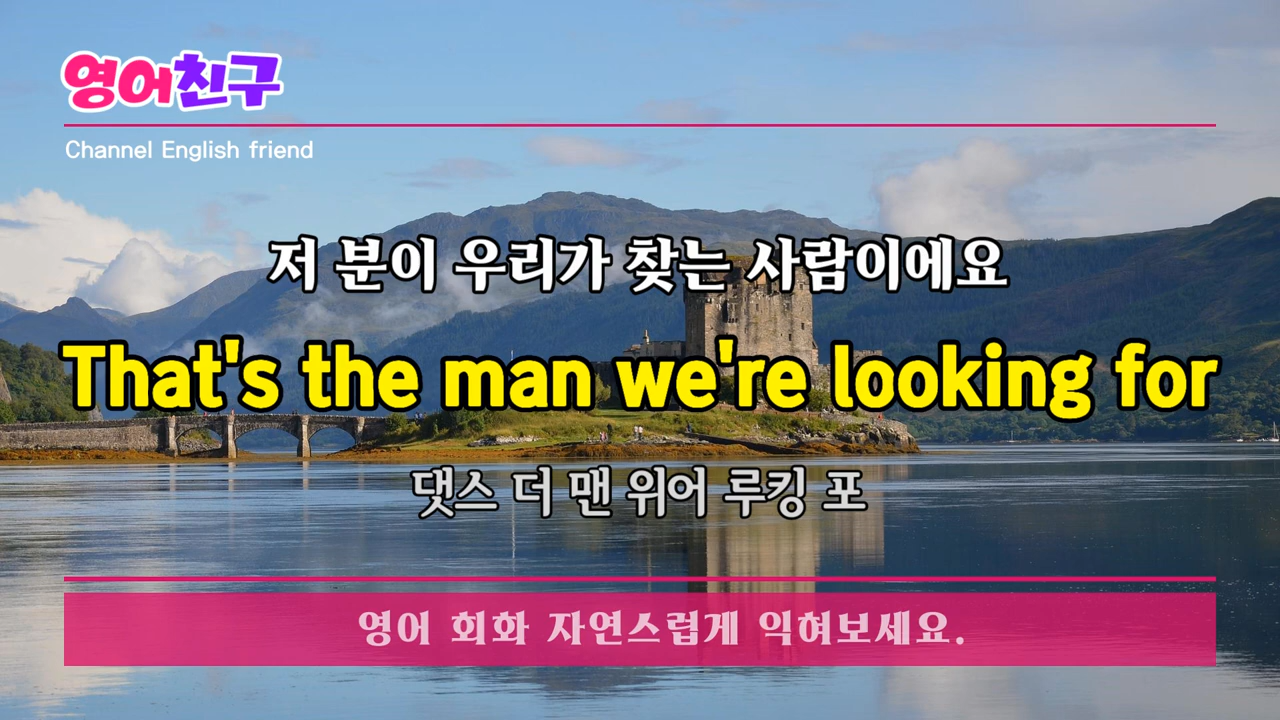 영어친구
Channel English friend
저 분이 우리가 찾는 사람이에요
That's the man we're looking for
댓스 더 맨 위어 루킹 포
영어 회화 자연스럽게 익혀보세요.